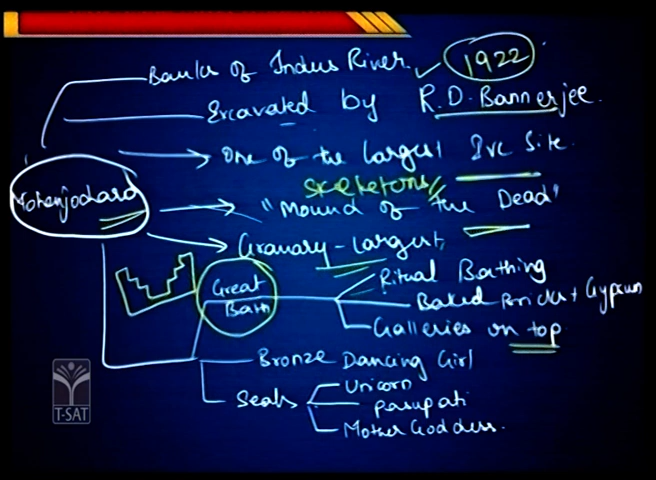 Banks of Indus River. 1922
Excavated by R.D. Bannerjee.
One of the largest IVC Site.
skeletons
Mohenjodaro
"Mound of the Dead"
Granary - largest
Great Bath
Ritual Bathing
Baked Bricks + Gypsum
Galleries on top
Bronze Dancing Girl
Seals
Unicorn
Pasupati
Mother Goddess.
T-SAT